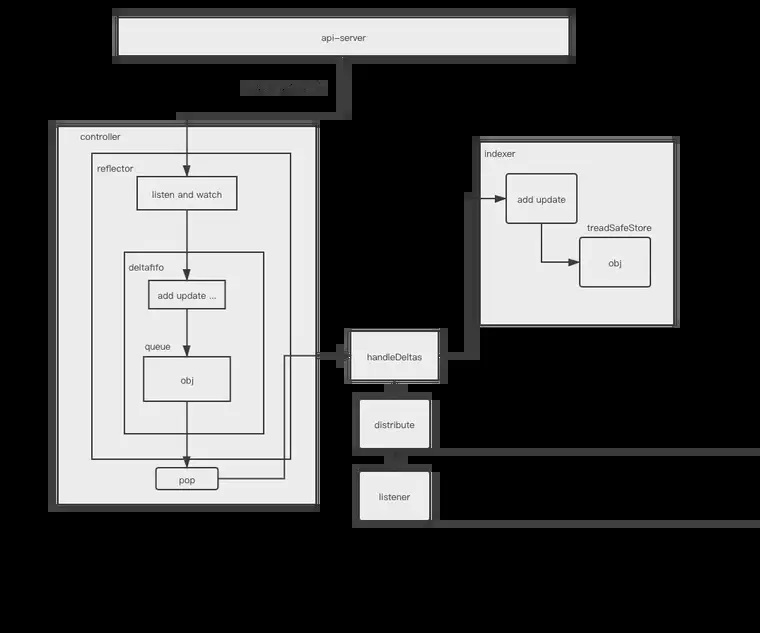 api-server
controller
reflector
listen and watch
deltafifo
add update ...
queue
obj
pop
handleDeltas
distribute
listener
indexer
add update
treadSafeStore
obj